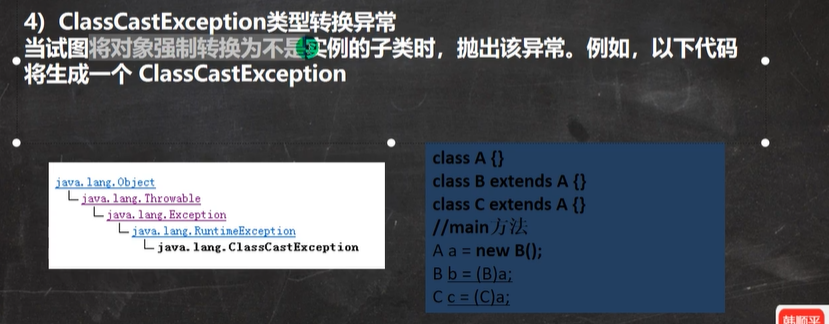 4) ClassCastException类型转换异常
当试图将对象强制转换为不是实例的子类时，抛出该异常。例如，以下代码
将生成一个 ClassCastException
java.lang.Object
java.lang.Throwable
java.lang.Exception
java.lang.RuntimeException
java.lang.ClassCastException
class A {}
class B extends A {}
class C extends A {}
//main方法
A a = new B();
B b = (B)a;
C c = (C)a;
韩顺平